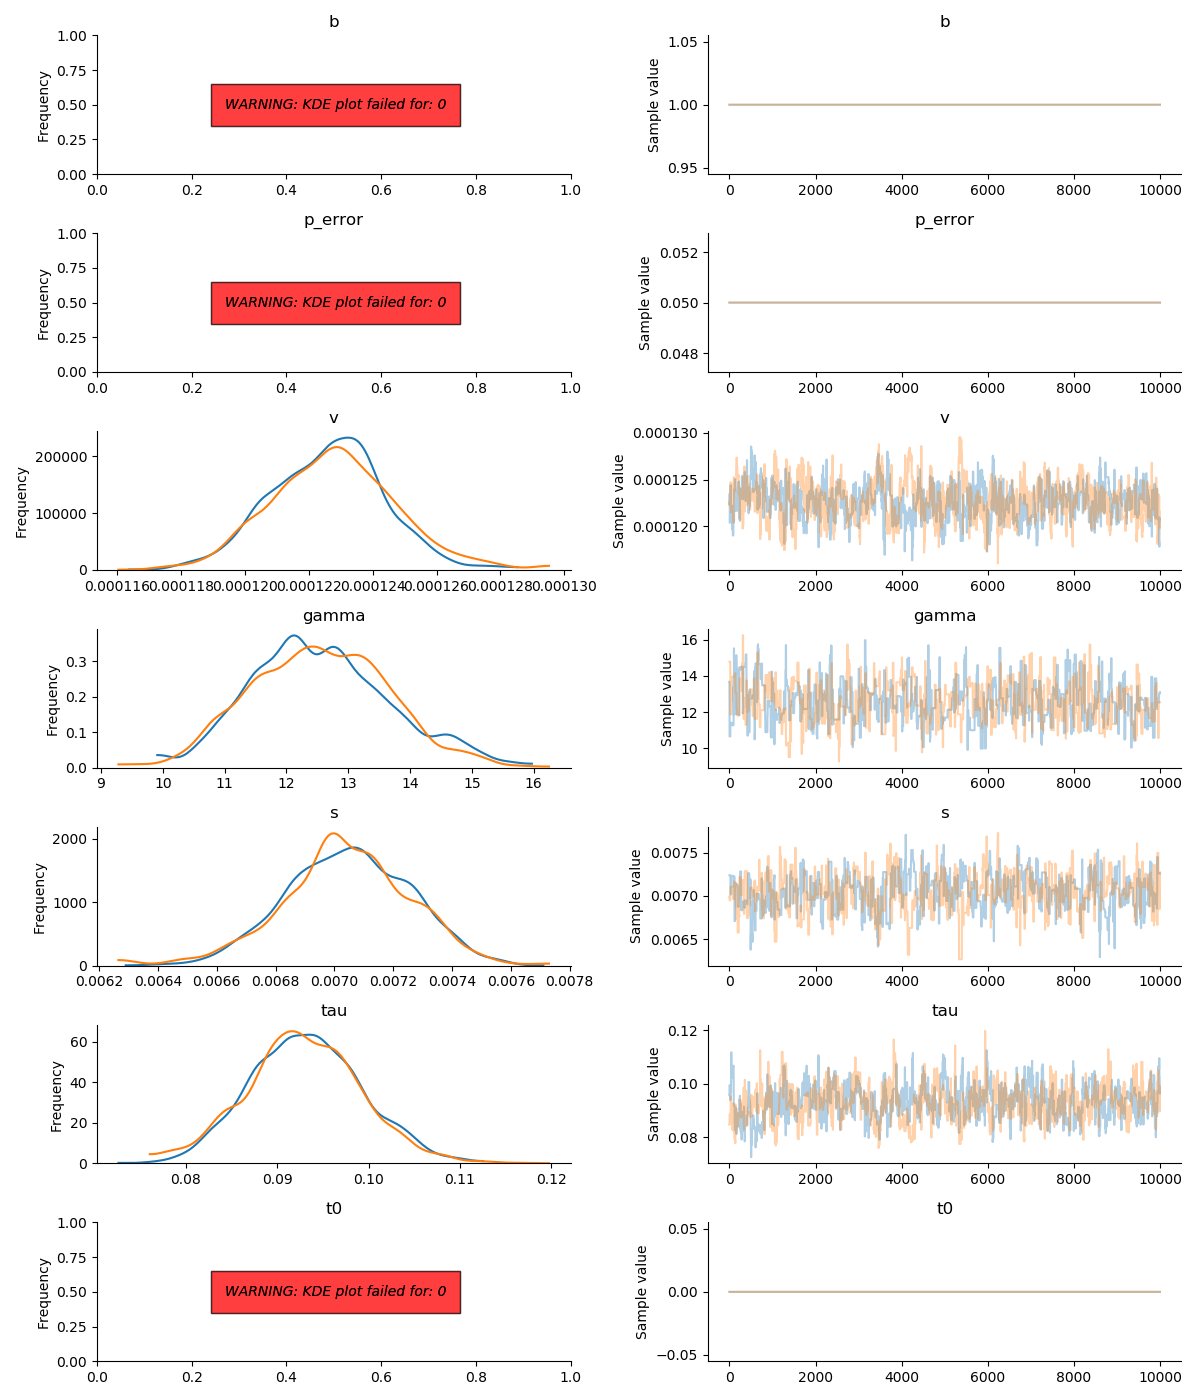 b
1.00
0.75
0.50
0.25
0.00
Frequency
WARNING: KDE plot failed for: 0
0.0 0.2 0.4 0.6 0.8 1.0
b
1.05
1.00
0.95
Sample value
0 2000 4000 6000 8000 10000
p_error
1.00
0.75
0.50
0.25
0.00
Frequency
WARNING: KDE plot failed for: 0
0.0 0.2 0.4 0.6 0.8 1.0
p_error
0.052
0.050
0.048
Sample value
0 2000 4000 6000 8000 10000
v
200000
100000
0
Frequency
0.000116 0.000118 0.000120 0.000122 0.000124 0.000126 0.000128 0.000130
v
0.000130
0.000125
0.000120
Sample value
0 2000 4000 6000 8000 10000
gamma
0.3
0.2
0.1
0.0
Frequency
9 10 11 12 13 14 15 16
gamma
16
14
12
10
Sample value
0 2000 4000 6000 8000 10000
s
2000
1000
0
Frequency
0.0062 0.0064 0.0066 0.0068 0.0070 0.0072 0.0074 0.0076 0.0078
s
0.0075
0.0070
0.0065
Sample value
0 2000 4000 6000 8000 10000
tau
60
40
20
0
Frequency
0.08 0.09 0.10 0.11 0.12
tau
0.12
0.10
0.08
Sample value
0 2000 4000 6000 8000 10000
t0
1.00
0.75
0.50
0.25
0.00
Frequency
WARNING: KDE plot failed for: 0
0.0 0.2 0.4 0.6 0.8 1.0
t0
0.05
0.00
−0.05
Sample value
0 2000 4000 6000 8000 10000